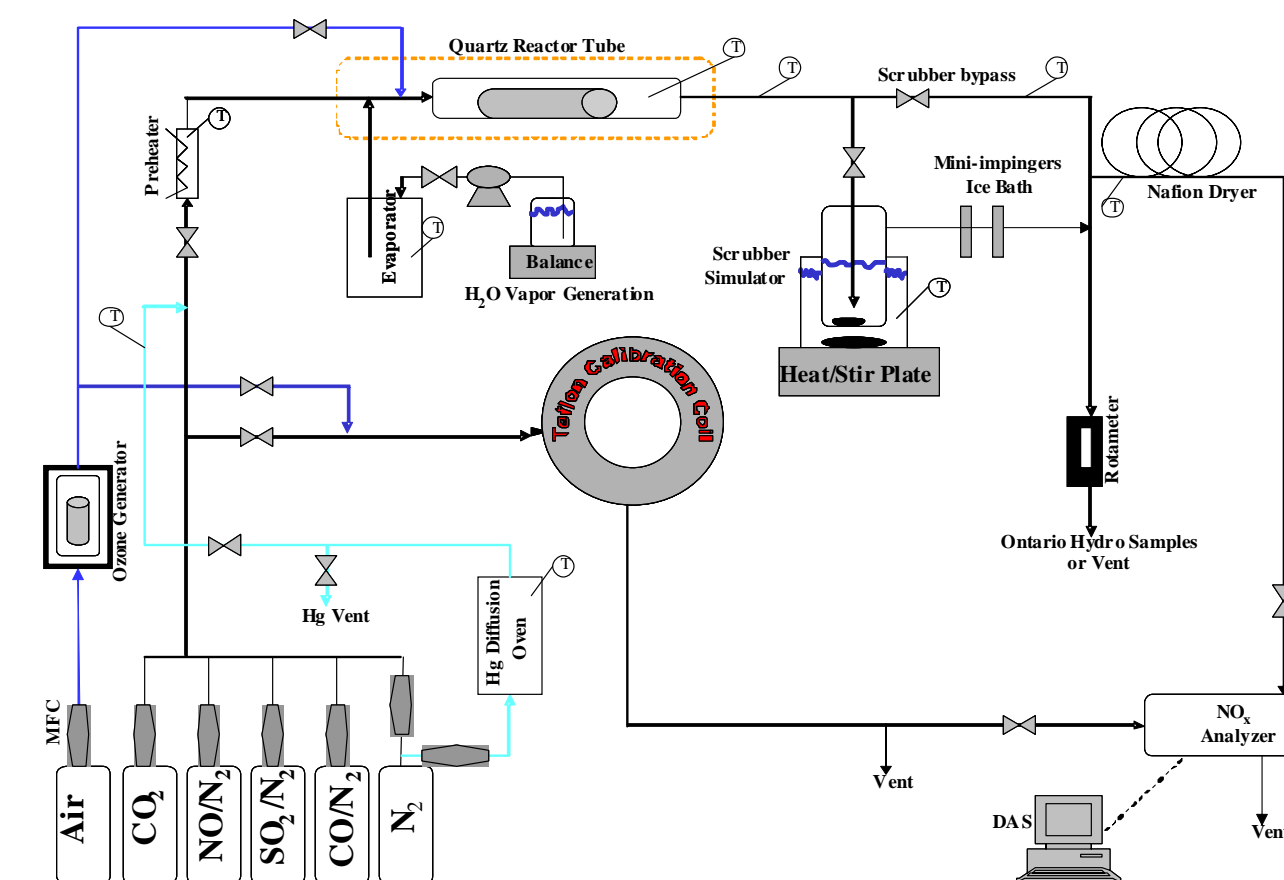 Quartz Reactor Tube
T
T
Scrubber bypass
T
Preheater
T
Mini-impingers
Ice Bath
Nafion Dryer
T
Evaporator
T
Balance
H2O Vapor Generation
Scrubber
Simulator
T
Heat/Stir Plate
T
Teflon Calibration Coil
Ozone Generator
Rotameter
Ontario Hydro Samples
or Vent
Hg Vent
Hg Diffusion
Oven
T
MFC
NOx
Analyzer
Vent
DAS
Ven
Air
CO2
NO/N2
SO2/N2
CO/N2
N2